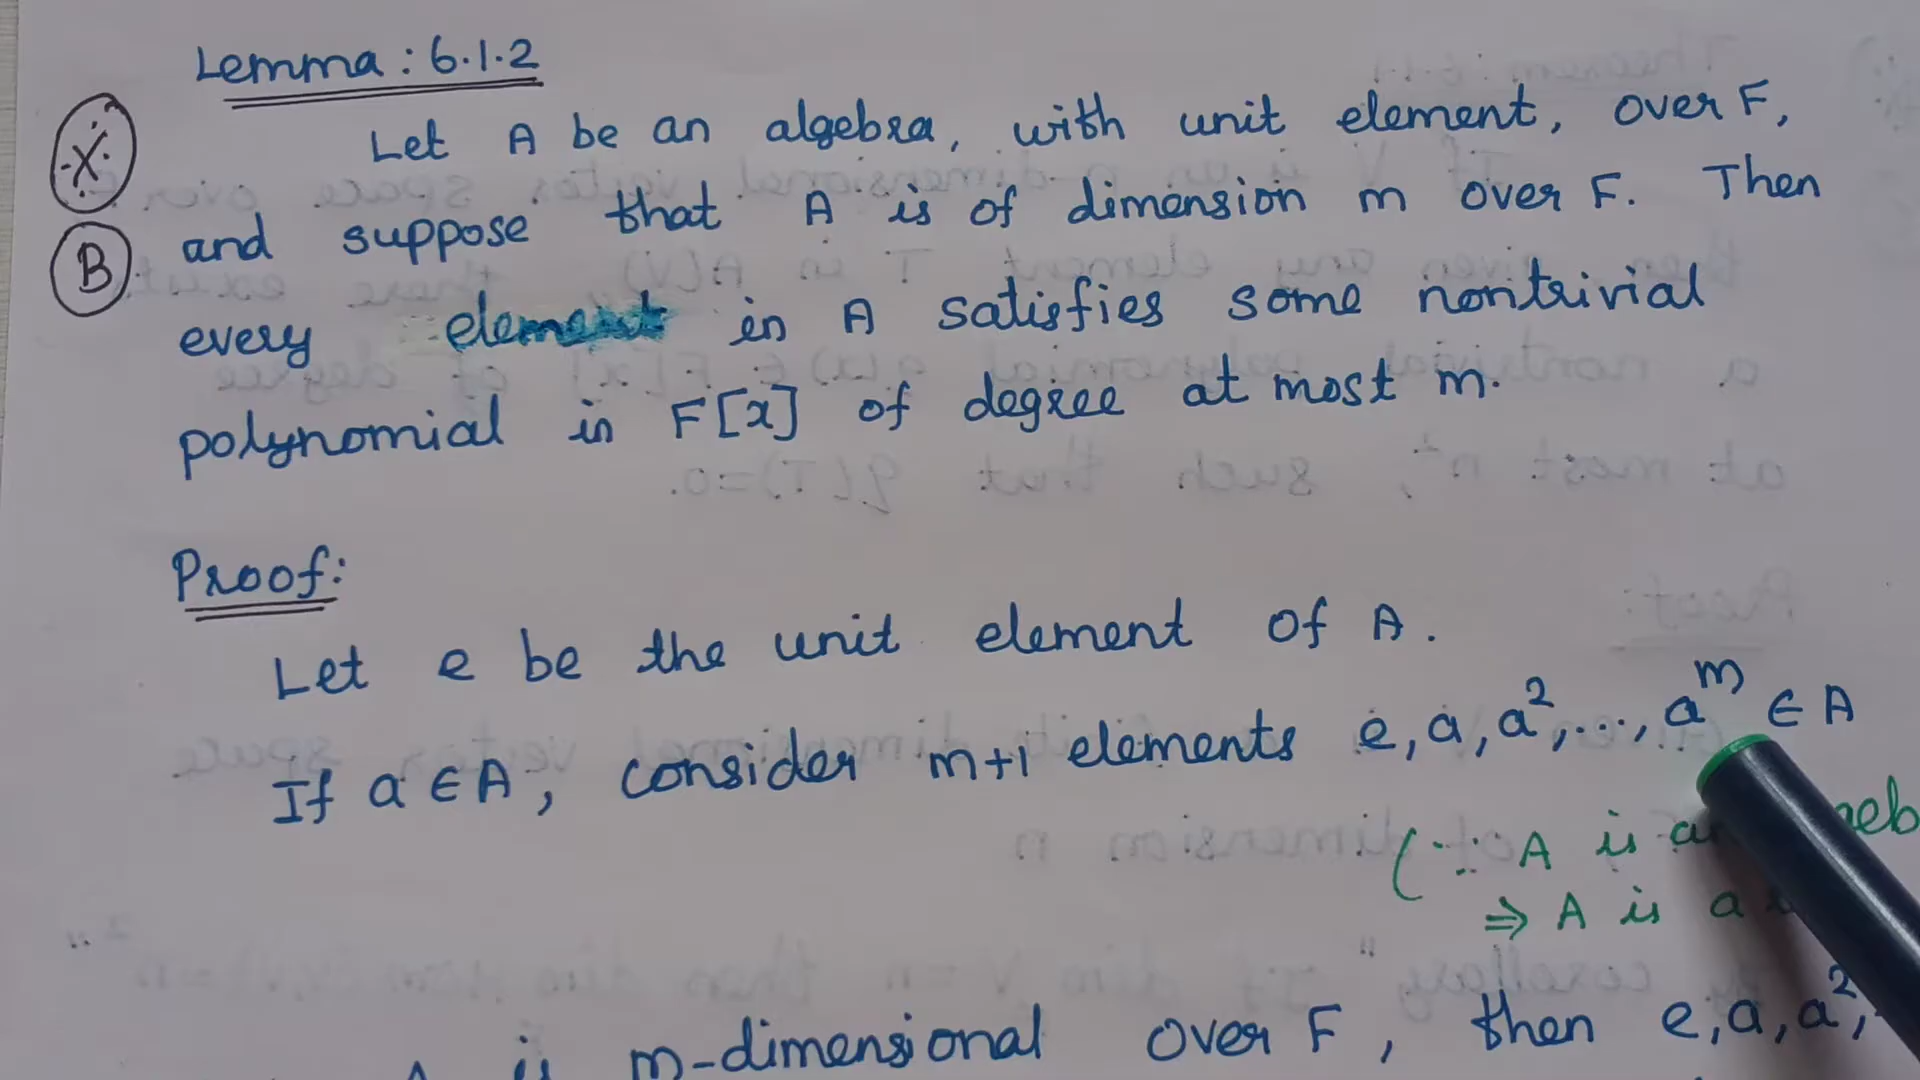 Lemma : 6.1.2
X
Let A be an algebra, with unit element, over F,
B
and suppose that A is of dimension m over F. Then
every element in A satisfies some nontrivial
polynomial in F[x] of degree at most m.
Proof:
Let e be the unit element of A.
If a ∈ A, consider m+1 elements e, a, a², ..., aᵐ ∈ A
(∵ A is
⇒ A is a
is m-dimensional over F, then e, a, a²,